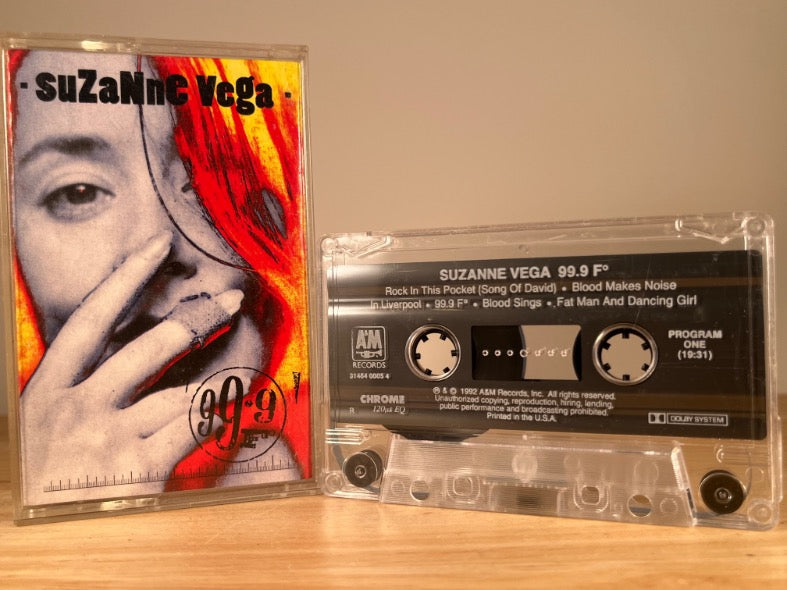 · suZaNne Vega ·
99.9
F°
SUZANNE VEGA 99.9 F°
Rock In This Pocket (Song Of David) • Blood Makes Noise
In Liverpool • 99.9 F° • Blood Sings • Fat Man And Dancing Girl
A&M
RECORDS
31454 0005 4
PROGRAM
ONE
(19:31)
CHROME
120µs EQ
R
℗ & © 1992 A&M Records, Inc. All rights reserved.
Unauthorized copying, reproduction, hiring, lending,
public performance and broadcasting prohibited.
Printed in the U.S.A.
DOLBY SYSTEM